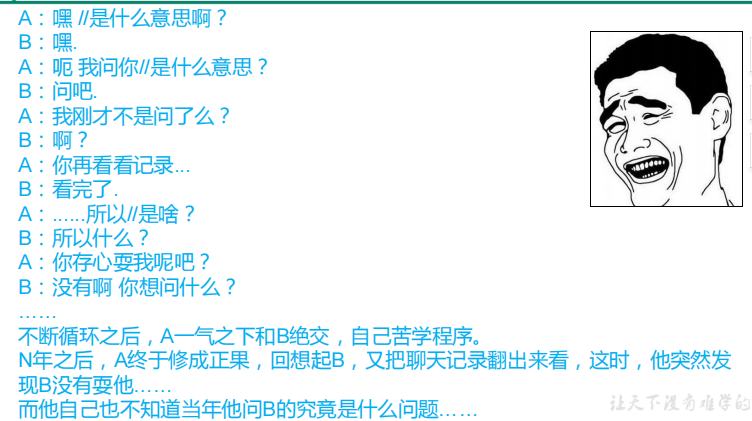 A：嘿 //是什么意思啊？
B：嘿.
A：呃 我问你//是什么意思？
B：问吧.
A：我刚才不是问了么？
B：啊？
A：你再看看记录...
B：看完了.
A：......所以//是啥？
B：所以什么？
A：你存心耍我呢吧？
B：没有啊 你想问什么？
……
不断循环之后，A一气之下和B绝交，自己苦学程序。
N年之后，A终于修成正果，回想起B，又把聊天记录翻出来看，这时，他突然发
现B没有耍他……
而他自己也不知道当年他问B的究竟是什么问题……
让天下没有难学的